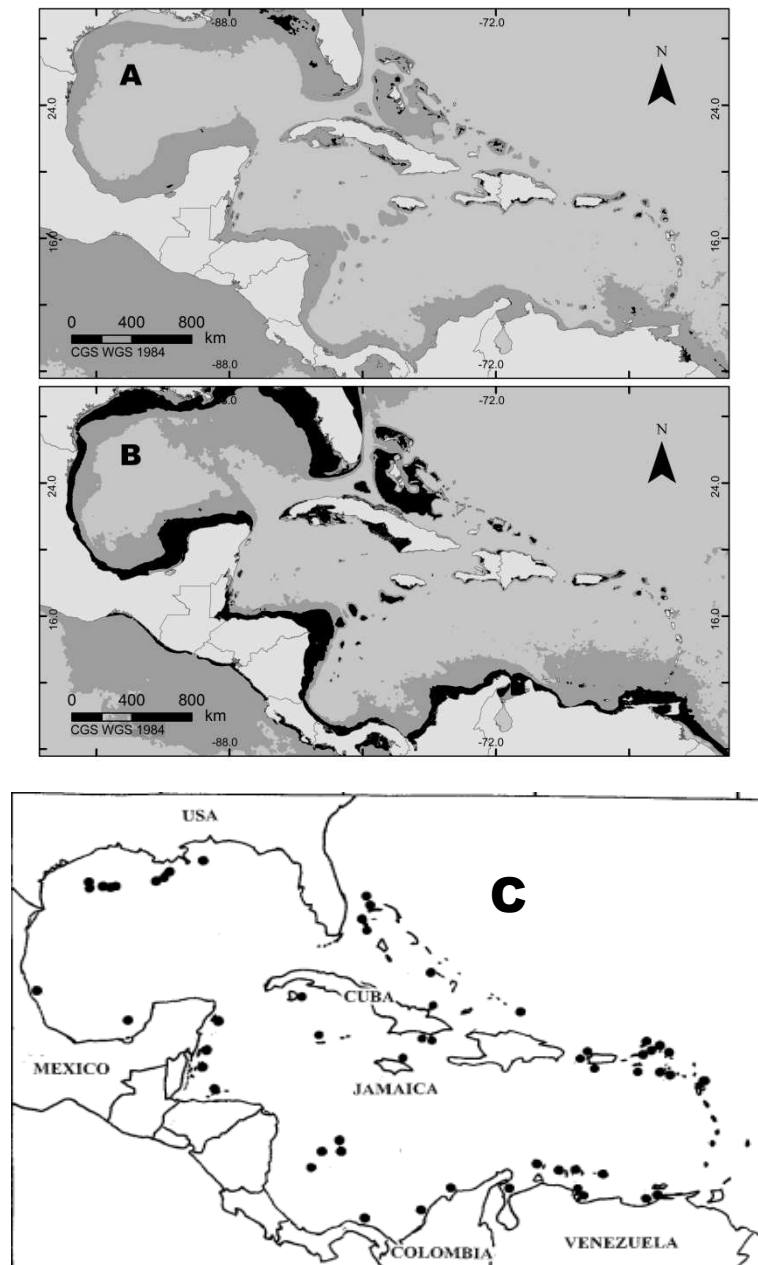 -88.0 -72.0
A
N
24.0 24.0
16.0 16.0
0 400 800
km
CGS WGS 1984
-88.0 -72.0
-72.0
B
N
24.0 24.0
16.0 16.0
0 400 800
km
CGS WGS 1984
-88.0 -72.0
USA
C
CUBA
MEXICO
JAMAICA
COLOMBIA
VENEZUELA